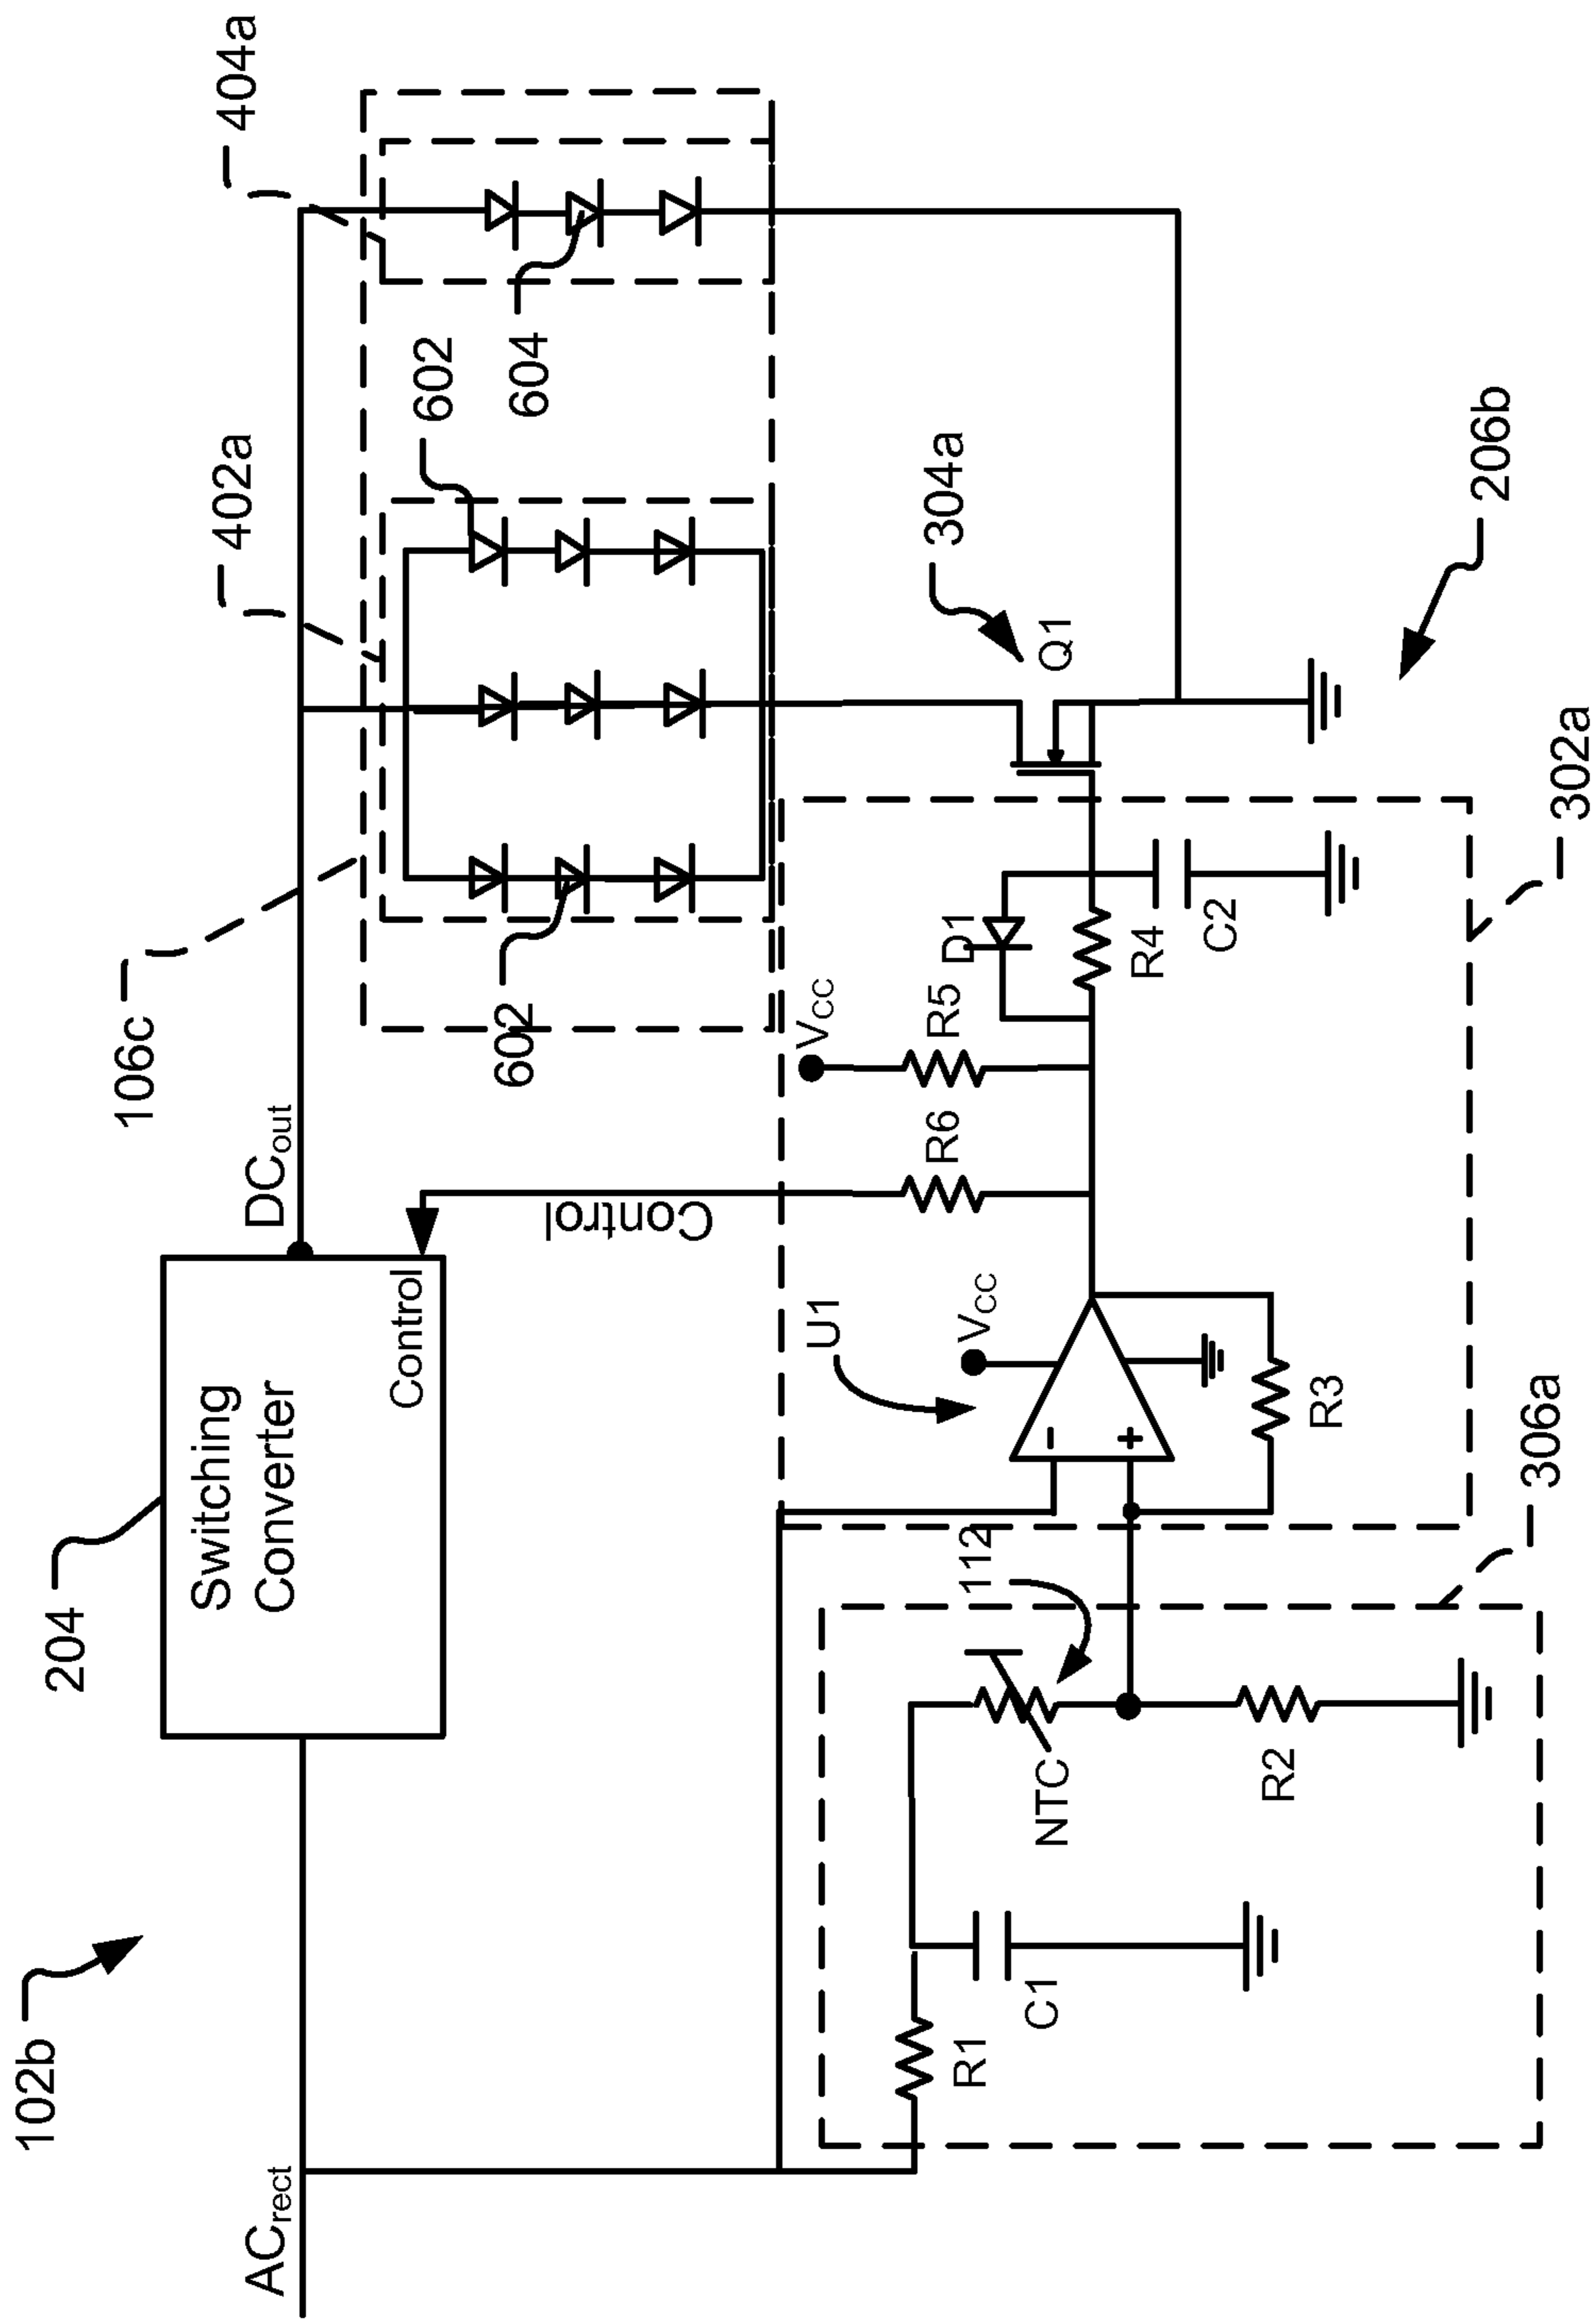 102b
204
Switching
Converter
Control
ACrect
DCout
106c
402a
404a
602
602
604
Control
304a
Q1
206b
302a
306a
U1
VCC
VCC
R6
R5
D1
R4
C2
R3
112
NTC
R2
R1
C1
-
+